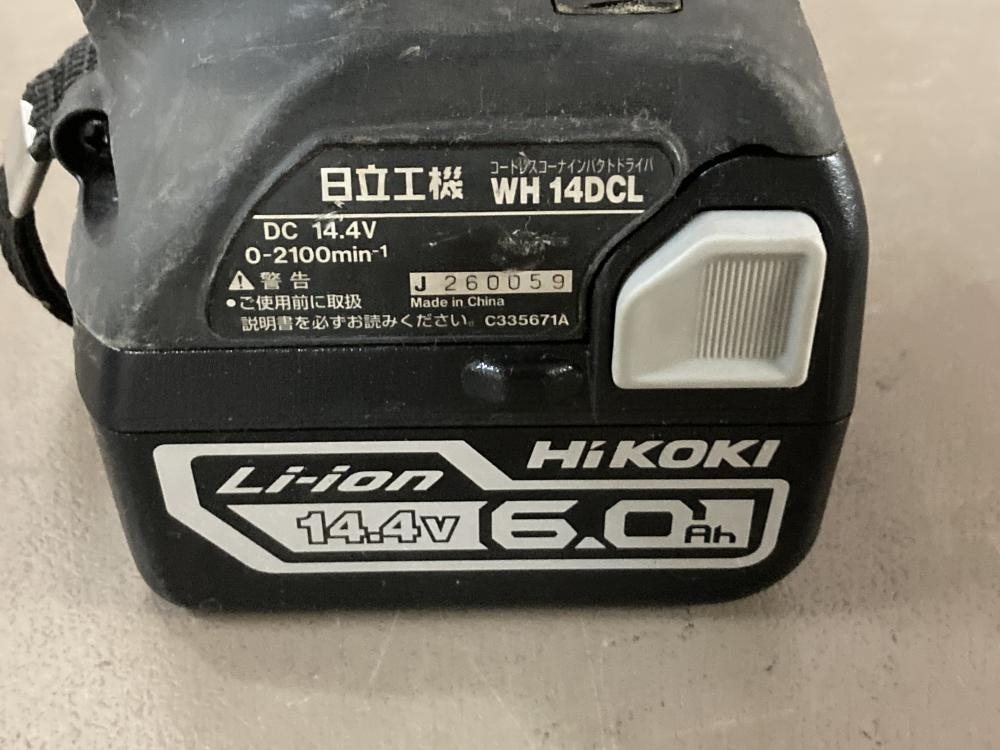 日立工機
コードレスコーナインパクトドライバ
WH 14DCL
DC 14.4V
0-2100min⁻¹
警告
J 260059
●ご使用前に取扱
Made in China
説明書を必ずお読みください。 C335671A
HiKOKI
Li-ion
14.4V 6.0Ah